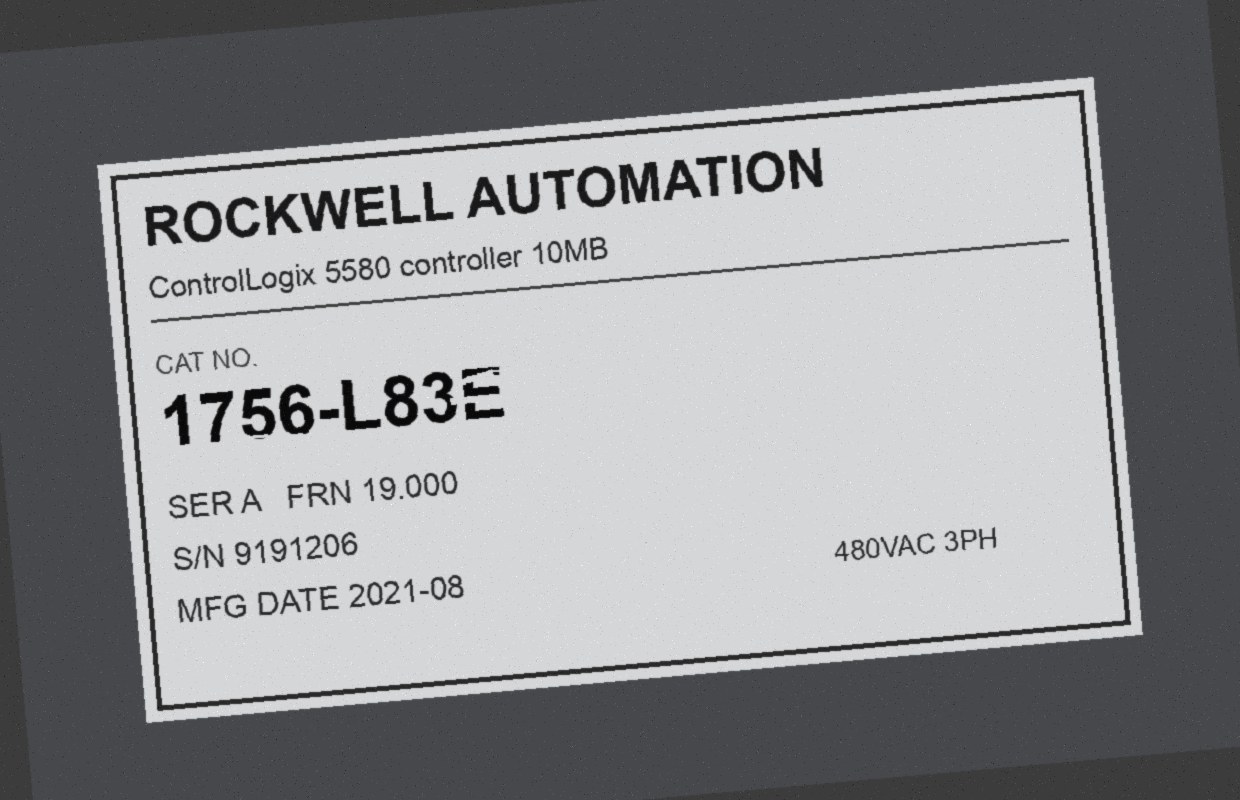 ROCKWELL AUTOMATION
ControlLogix 5580 controller 10MB
CAT NO.
1756-L83E
SER A FRN 19.000
S/N 9191206
480VAC 3PH
MFG DATE 2021-08